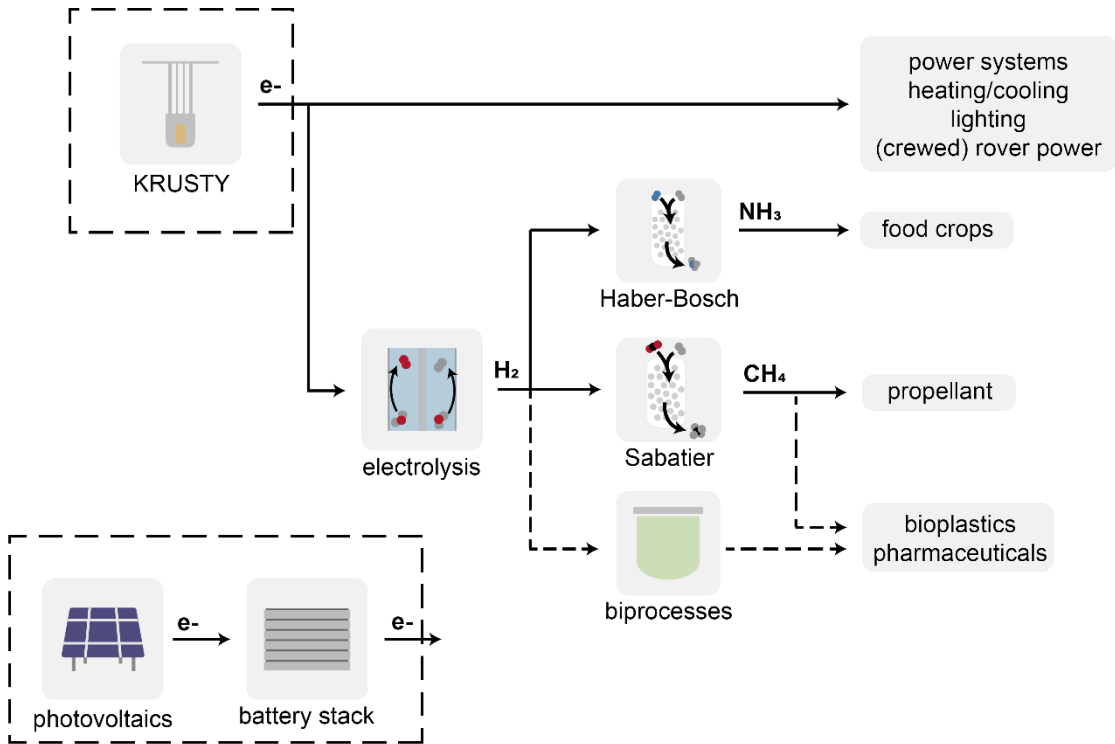 e-
KRUSTY
power systems
heating/cooling
lighting
(crewed) rover power
Haber-Bosch
NH₃
food crops
electrolysis
H₂
Sabatier
CH₄
propellant
biprocesses
bioplastics
pharmaceuticals
photovoltaics
e-
battery stack
e-